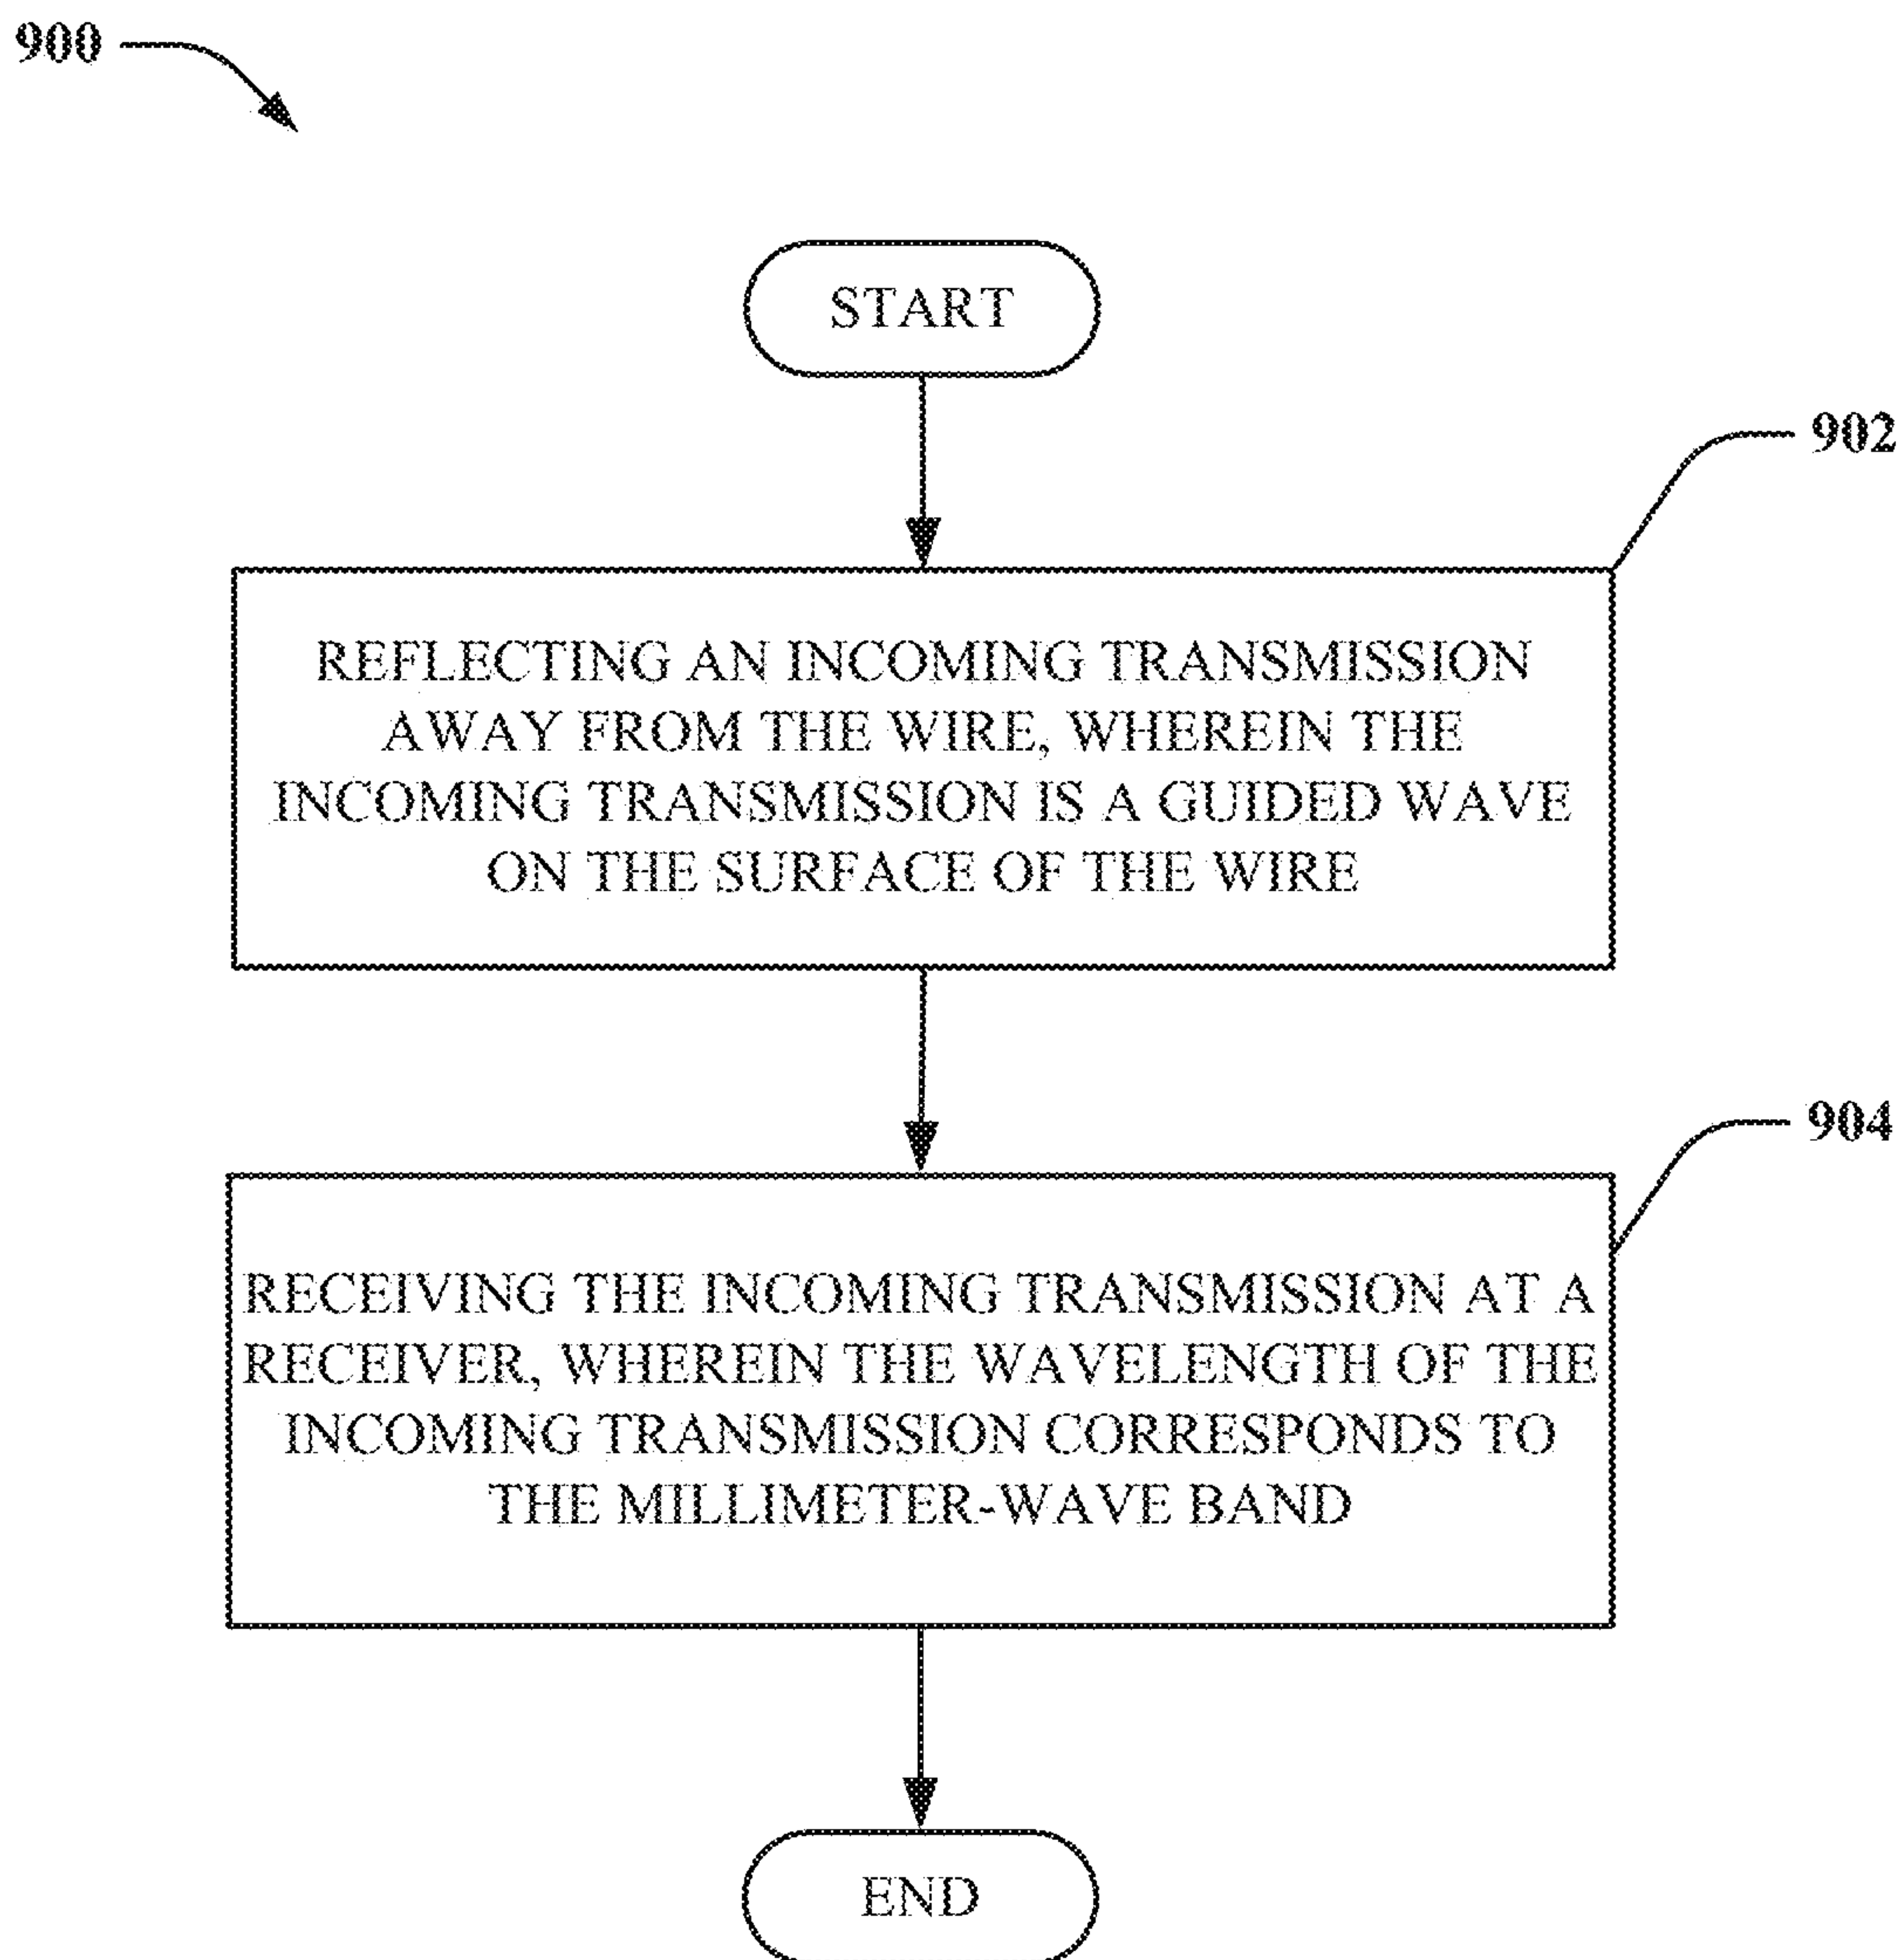 900
START
902
REFLECTING AN INCOMING TRANSMISSION
AWAY FROM THE WIRE, WHEREIN THE
INCOMING TRANSMISSION IS A GUIDED WAVE
ON THE SURFACE OF THE WIRE
904
RECEIVING THE INCOMING TRANSMISSION AT A
RECEIVER, WHEREIN THE WAVELENGTH OF THE
INCOMING TRANSMISSION CORRESPONDS TO
THE MILLIMETER-WAVE BAND
END